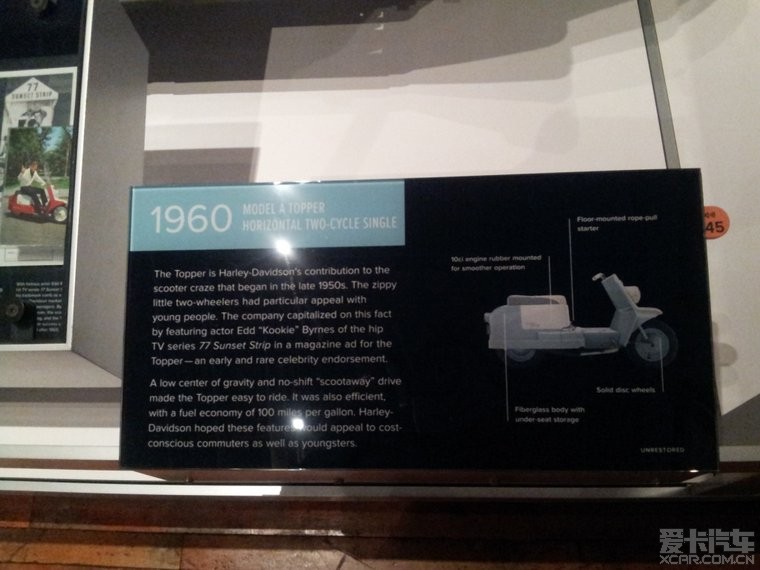 77
SUNSET STRIP
1960
MODEL A TOPPER
HORIZONTAL TWO-CYCLE SINGLE
The Topper is Harley-Davidson's contribution to the
scooter craze that began in the late 1950s. The zippy
little two-wheelers had particular appeal with
young people. The company capitalized on this fact
by featuring actor Edd "Kookie" Byrnes of the hip
TV series 77 Sunset Strip in a magazine ad for the
Topper—an early and rare celebrity endorsement.
A low center of gravity and no-shift "scootaway" drive
made the Topper easy to ride. It was also efficient,
with a fuel economy of 100 miles per gallon. Harley-
Davidson hoped these features would appeal to cost-
conscious commuters as well as youngsters.
Floor-mounted rope-pull
starter
10ci engine rubber mounted
for smoother operation
Solid disc wheels
Fiberglass body with
under-seat storage
UNRESTORED
45
爱卡汽车
XCAR.COM.CN